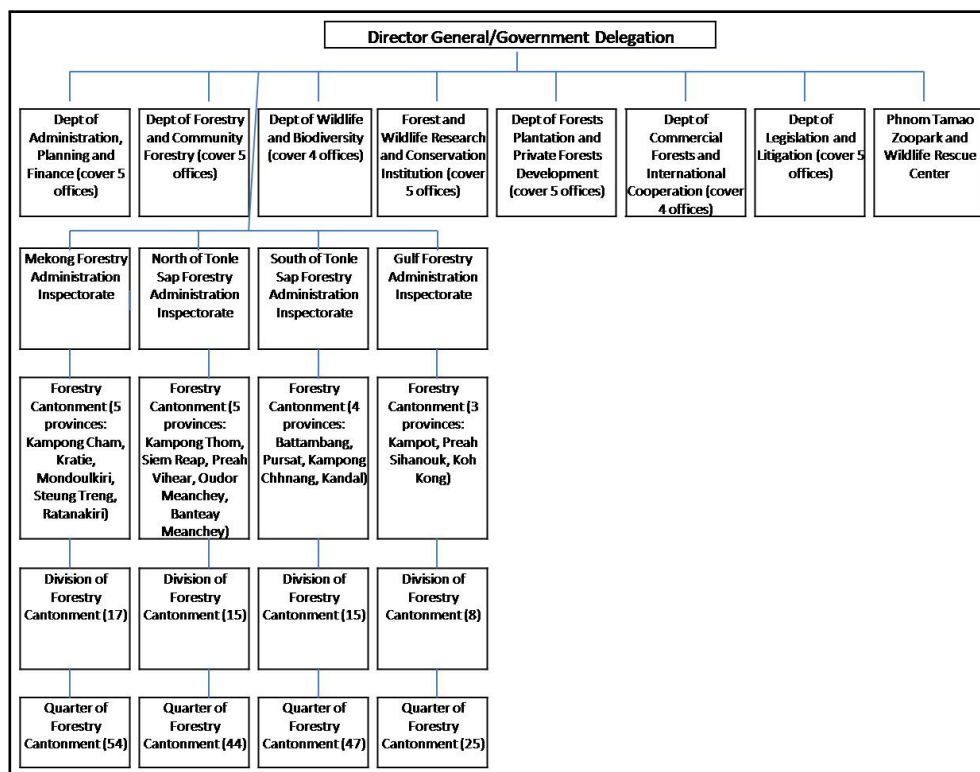 Director General/Government Delegation
Dept of
Administration,
Planning and
Finance (cover 5
offices)
Dept of Forestry
and Community
Forestry (cover 5
offices)
Dept of Wildlife
and Biodiversity
(cover 4 offices)
Forest and
Wildlife Research
and Conservation
Institution (cover
5 offices)
Dept of Forests
Plantation and
Private Forests
Development
(cover 5 offices)
Dept of
Commercial
Forests and
International
Cooperation (cover
4 offices)
Dept of
Legislation and
Litigation (cover 5
offices)
Phnom Tamao
Zoopark and
Wildlife Rescue
Center
Mekong Forestry
Administration
Inspectorate
North of Tonle
Sap Forestry
Administration
Inspectorate
South of Tonle
Sap Forestry
Administration
Inspectorate
Gulf Forestry
Administration
Inspectorate
Forestry
Cantonment (5
provinces:
Kampong Cham,
Kratie,
Mondoulkiri,
Steung Treng,
Ratanakiri)
Forestry
Cantonment (5
provinces:
Kampong Thom,
Siem Reap, Preah
Vihear, Oudor
Meanchey,
Banteay
Meanchey)
Forestry
Cantonment (4
provinces:
Battambang,
Pursat, Kampong
Chhnang, Kandal)
Forestry
Cantonment (3
provinces:
Kampot, Preah
Sihanouk, Koh
Kong)
Division of
Forestry
Cantonment (17)
Division of
Forestry
Cantonment (15)
Division of
Forestry
Cantonment (15)
Division of
Forestry
Cantonment (8)
Quarter of
Forestry
Cantonment (54)
Quarter of
Forestry
Cantonment (44)
Quarter of
Forestry
Cantonment (47)
Quarter of
Forestry
Cantonment (25)